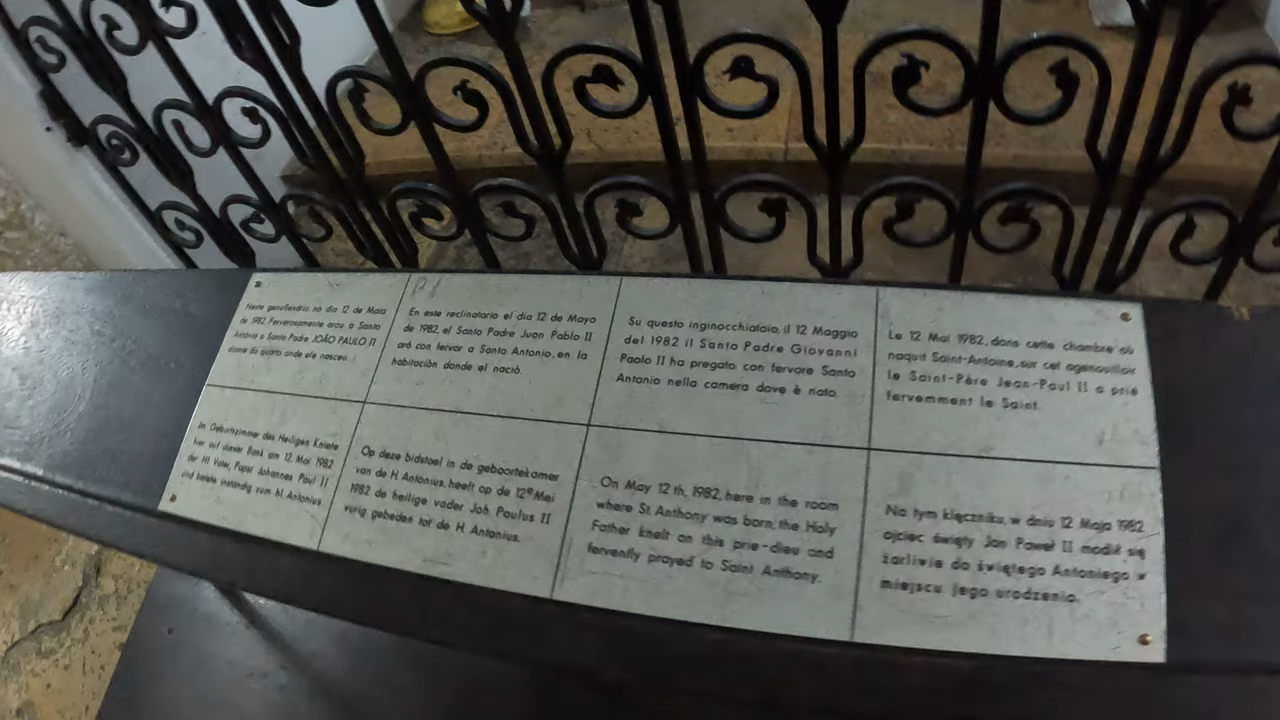 Neste genuflexório no dia 12 de Maio
de 1982. Fervorosamente orou a Santo
António o Santo Padre JOÃO PAULO II
diante do quarto onde ele nasceu.
En este reclinatorio el dia 12 de Mayo
de 1982, el Santo Padre Juan Pablo II
oró con fervor a Santo Antonio, en la
habitaciòn donde el naciò.
Su questo inginocchiatoio, il 12 Maggio
del 1982 il Santo Padre Giovanni
Paolo II ha pregato con fervore Santo
Antonio nella camera dove è nato.
Le 12 Mai 1982, dans cette chambre où
naquit Saint-Antoine, sur cet agenouilloir
le Saint-Père Jean-Paul II a prié
fervemment le Saint.
Im Geburtszimmer des Heiligen Kniete
hier auf dieser Bank am 12. Mai 1982
der Hl Vater, Papst Johannes Paul II
und betete instandig zum hl. Antonius
Op deze bidstoel in de geboortekamer
van de H. Antonius, heeft op de 12e Mei
1982 de heilige vader Joh. Paulus II
vurig gebeden tot de H. Antonius.
On May 12 th, 1982, here in the room
where St. Anthony was born, the Holy
Father knelt on this prie-dieu and
fervently prayed to Saint Anthony.
Na tym klęczniku, w dniu 12 Maja 1982
ojciec święty Jan Paweł II modlił się
żarliwie do świętego Antoniego w
miejscu jego urodzenia.